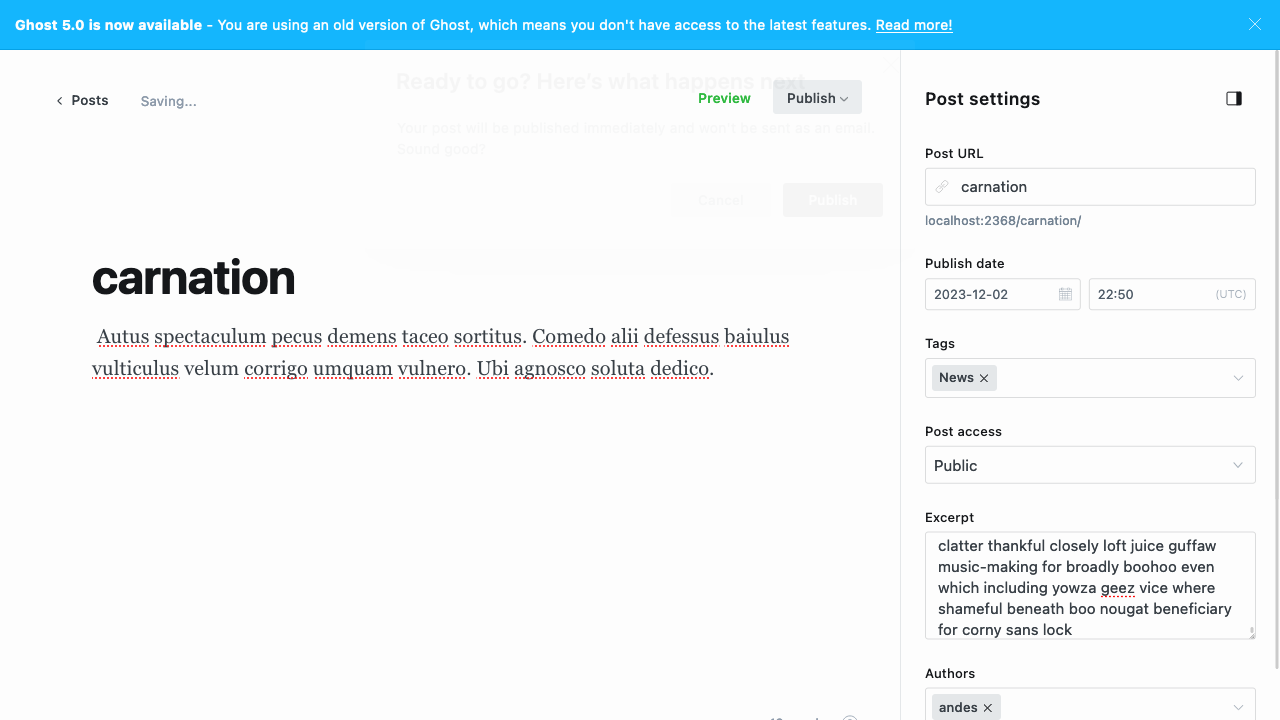 Ghost 5.0 is now available - You are using an old version of Ghost, which means you don't have access to the latest features. Read more!
Ready to go? Here's what happens next
Posts
Saving...
Preview
Publish
Your post will be published immediately and won't be sent as an email.
Sound good?
Cancel
Publish
carnation
Autus spectaculum pecus demens taceo sortitus. Comedo alii defessus baiulus
vulticulus velum corrigo umquam vulnero. Ubi agnosco soluta dedico.
Post settings
Post URL
carnation
localhost:2368/carnation/
Publish date
2023-12-02
22:50
(UTC)
Tags
News
Post access
Public
Excerpt
clatter thankful closely loft juice guffaw
music-making for broadly boohoo even
which including yowza geez vice where
shameful beneath boo nougat beneficiary
for corny sans lock
Authors
andes